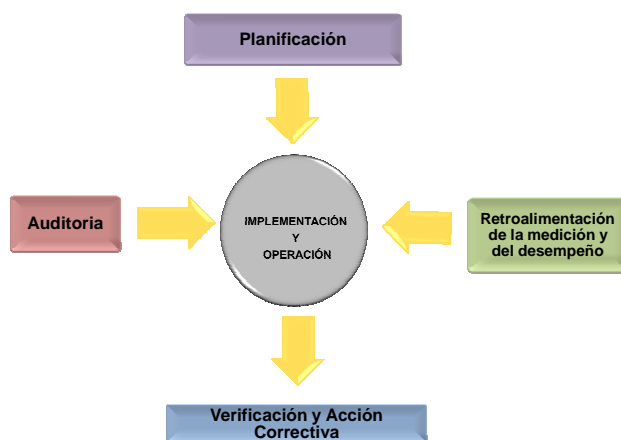 Planificación
Auditoria
IMPLEMENTACIÓN
Y
OPERACIÓN
Retroalimentación
de la medición y
del desempeño
Verificación y Acción
Correctiva